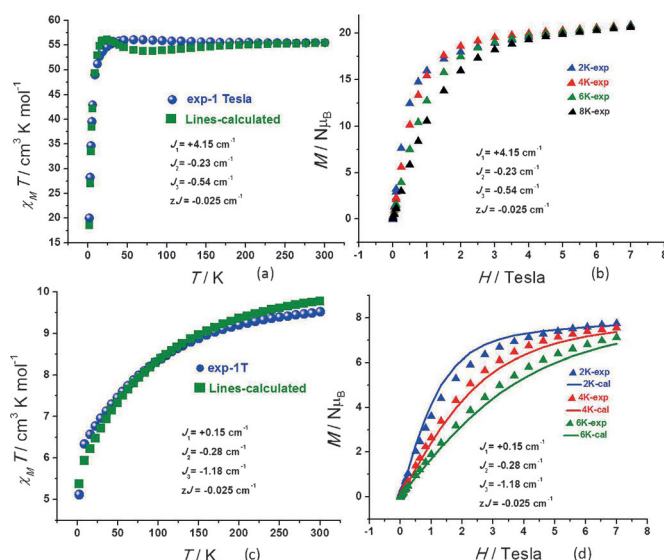 60
55
50
45
40
35
30
25
20
15
χM T / cm3 K mol-1
exp-1 Tesla
Lines-calculated
J1 = +4.15 cm-1
J2 = -0.23 cm-1
J3 = -0.54 cm-1
zJ = -0.025 cm-1
0 50 100 150 200 250 300
T / K (a)
20
15
10
5
0
M / NμB
2K-exp
4K-exp
6K-exp
8K-exp
J1 = +4.15 cm-1
J2 = -0.23 cm-1
J3 = -0.54 cm-1
zJ = -0.025 cm-1
-1 0 1 2 3 4 5 6 7 8
H / Tesla (b)
10
9
8
7
6
5
χM T / cm3 K mol-1
exp-1T
Lines-calculated
J1 = +0.15 cm-1
J2 = -0.28 cm-1
J3 = -1.18 cm-1
zJ = -0.025 cm-1
0 50 100 150 200 250 300
T / K (c)
8
7
6
5
4
3
2
1
0
M / NμB
2K-exp
2K-cal
4K-exp
4K-cal
6K-exp
6K-cal
J1 = +0.15 cm-1
J2 = -0.28 cm-1
J3 = -1.18 cm-1
zJ = -0.025 cm-1
-1 0 1 2 3 4 5 6 7 8
H / Tesla (d)